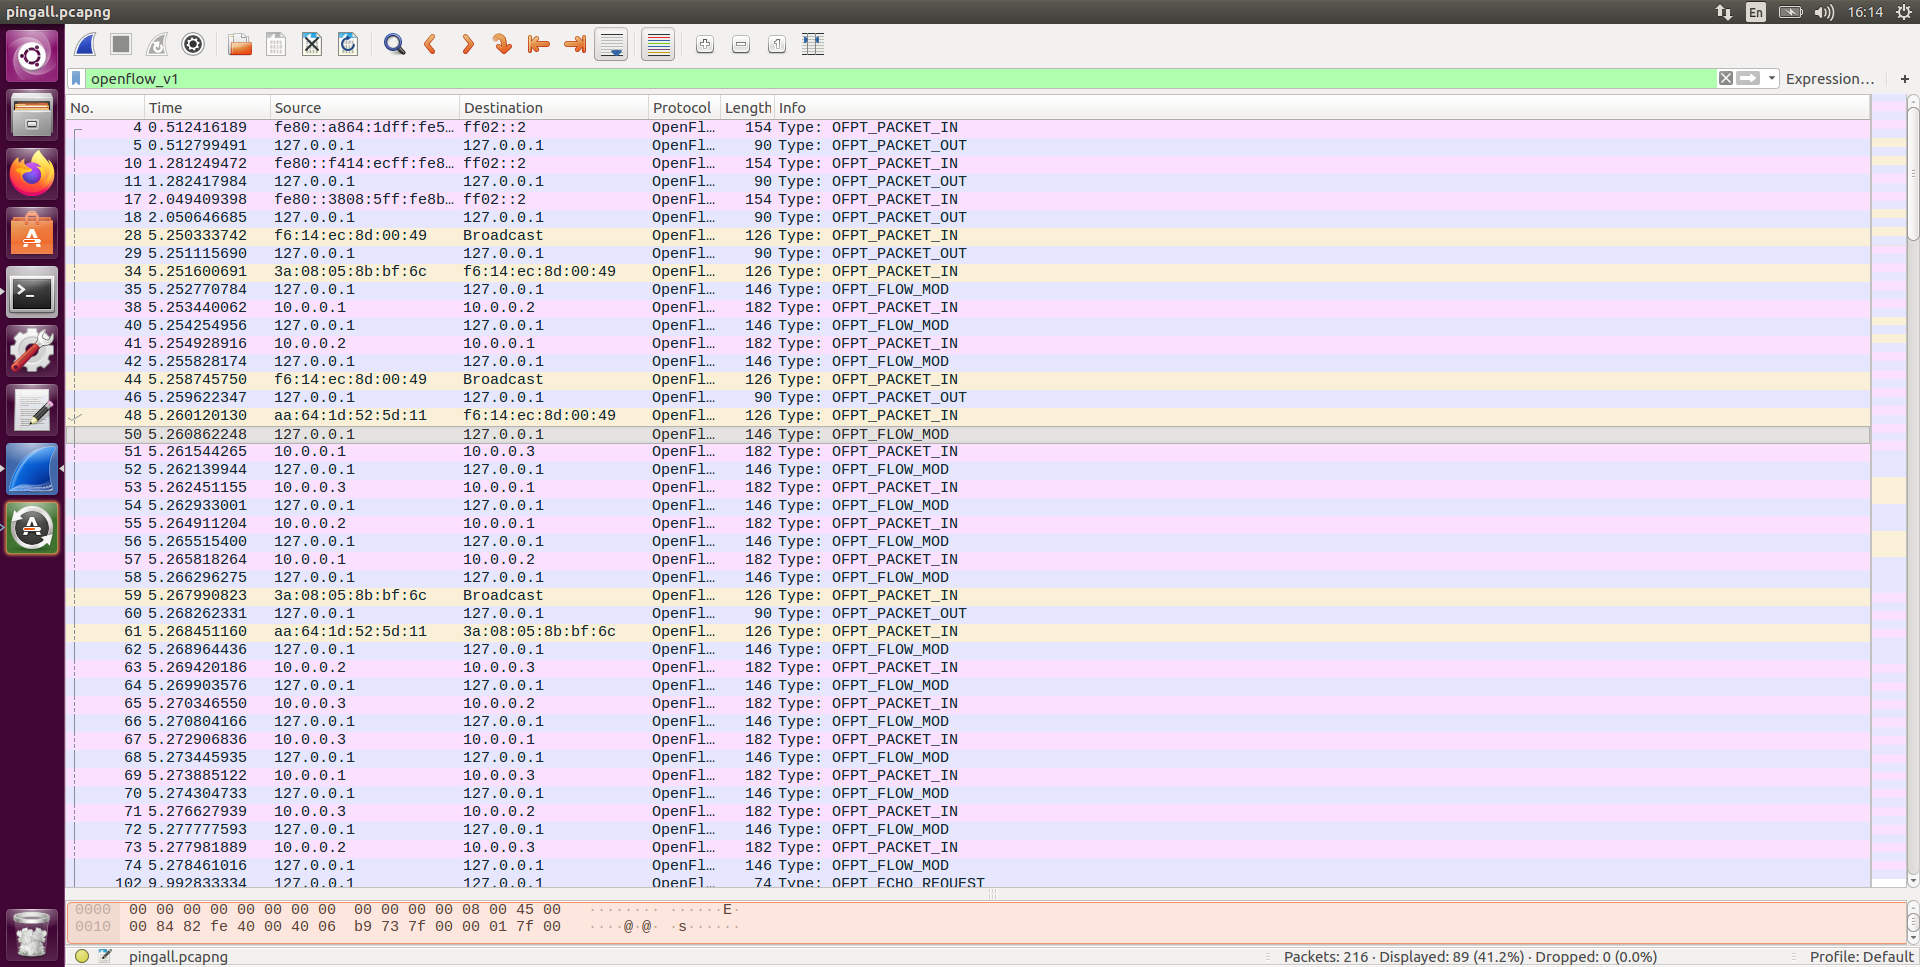 pingall.pcapng
En
16:14
openflow_v1
Expression…
+
No. Time Source Destination Protocol Length Info
4 0.512416189 fe80::a864:1dff:fe5… ff02::2 OpenFl… 154 Type: OFPT_PACKET_IN
5 0.512799491 127.0.0.1 127.0.0.1 OpenFl… 90 Type: OFPT_PACKET_OUT
10 1.281249472 fe80::f414:ecff:fe8… ff02::2 OpenFl… 154 Type: OFPT_PACKET_IN
11 1.282417984 127.0.0.1 127.0.0.1 OpenFl… 90 Type: OFPT_PACKET_OUT
17 2.049409398 fe80::3808:5ff:fe8b… ff02::2 OpenFl… 154 Type: OFPT_PACKET_IN
18 2.050646685 127.0.0.1 127.0.0.1 OpenFl… 90 Type: OFPT_PACKET_OUT
28 5.250333742 f6:14:ec:8d:00:49 Broadcast OpenFl… 126 Type: OFPT_PACKET_IN
29 5.251115690 127.0.0.1 127.0.0.1 OpenFl… 90 Type: OFPT_PACKET_OUT
34 5.251600691 3a:08:05:8b:bf:6c f6:14:ec:8d:00:49 OpenFl… 126 Type: OFPT_PACKET_IN
35 5.252770784 127.0.0.1 127.0.0.1 OpenFl… 146 Type: OFPT_FLOW_MOD
38 5.253440062 10.0.0.1 10.0.0.2 OpenFl… 182 Type: OFPT_PACKET_IN
40 5.254254956 127.0.0.1 127.0.0.1 OpenFl… 146 Type: OFPT_FLOW_MOD
41 5.254928916 10.0.0.2 10.0.0.1 OpenFl… 182 Type: OFPT_PACKET_IN
42 5.255828174 127.0.0.1 127.0.0.1 OpenFl… 146 Type: OFPT_FLOW_MOD
44 5.258745750 f6:14:ec:8d:00:49 Broadcast OpenFl… 126 Type: OFPT_PACKET_IN
46 5.259622347 127.0.0.1 127.0.0.1 OpenFl… 90 Type: OFPT_PACKET_OUT
48 5.260120130 aa:64:1d:52:5d:11 f6:14:ec:8d:00:49 OpenFl… 126 Type: OFPT_PACKET_IN
50 5.260862248 127.0.0.1 127.0.0.1 OpenFl… 146 Type: OFPT_FLOW_MOD
51 5.261544265 10.0.0.1 10.0.0.3 OpenFl… 182 Type: OFPT_PACKET_IN
52 5.262139944 127.0.0.1 127.0.0.1 OpenFl… 146 Type: OFPT_FLOW_MOD
53 5.262451155 10.0.0.3 10.0.0.1 OpenFl… 182 Type: OFPT_PACKET_IN
54 5.262933001 127.0.0.1 127.0.0.1 OpenFl… 146 Type: OFPT_FLOW_MOD
55 5.264911204 10.0.0.2 10.0.0.1 OpenFl… 182 Type: OFPT_PACKET_IN
56 5.265515400 127.0.0.1 127.0.0.1 OpenFl… 146 Type: OFPT_FLOW_MOD
57 5.265818264 10.0.0.1 10.0.0.2 OpenFl… 182 Type: OFPT_PACKET_IN
58 5.266296275 127.0.0.1 127.0.0.1 OpenFl… 146 Type: OFPT_FLOW_MOD
59 5.267990823 3a:08:05:8b:bf:6c Broadcast OpenFl… 126 Type: OFPT_PACKET_IN
60 5.268262331 127.0.0.1 127.0.0.1 OpenFl… 90 Type: OFPT_PACKET_OUT
61 5.268451160 aa:64:1d:52:5d:11 3a:08:05:8b:bf:6c OpenFl… 126 Type: OFPT_PACKET_IN
62 5.268964436 127.0.0.1 127.0.0.1 OpenFl… 146 Type: OFPT_FLOW_MOD
63 5.269420186 10.0.0.2 10.0.0.3 OpenFl… 182 Type: OFPT_PACKET_IN
64 5.269903576 127.0.0.1 127.0.0.1 OpenFl… 146 Type: OFPT_FLOW_MOD
65 5.270346550 10.0.0.3 10.0.0.2 OpenFl… 182 Type: OFPT_PACKET_IN
66 5.270804166 127.0.0.1 127.0.0.1 OpenFl… 146 Type: OFPT_FLOW_MOD
67 5.272906836 10.0.0.3 10.0.0.1 OpenFl… 182 Type: OFPT_PACKET_IN
68 5.273445935 127.0.0.1 127.0.0.1 OpenFl… 146 Type: OFPT_FLOW_MOD
69 5.273885122 10.0.0.1 10.0.0.3 OpenFl… 182 Type: OFPT_PACKET_IN
70 5.274304733 127.0.0.1 127.0.0.1 OpenFl… 146 Type: OFPT_FLOW_MOD
71 5.276627939 10.0.0.3 10.0.0.2 OpenFl… 182 Type: OFPT_PACKET_IN
72 5.277777593 127.0.0.1 127.0.0.1 OpenFl… 146 Type: OFPT_FLOW_MOD
73 5.277981889 10.0.0.2 10.0.0.3 OpenFl… 182 Type: OFPT_PACKET_IN
74 5.278461016 127.0.0.1 127.0.0.1 OpenFl… 146 Type: OFPT_FLOW_MOD
102 9.992833334 127.0.0.1 127.0.0.1 OpenFl… 74 Type: OFPT_ECHO_REQUEST
0000 00 00 00 00 00 00 00 00 00 00 00 00 08 00 45 00 ········ ······E·
0010 00 84 82 fe 40 00 40 06 b9 73 7f 00 00 01 7f 00 ····@·@· ·s······
pingall.pcapng
Packets: 216 · Displayed: 89 (41.2%) · Dropped: 0 (0.0%)
Profile: Default